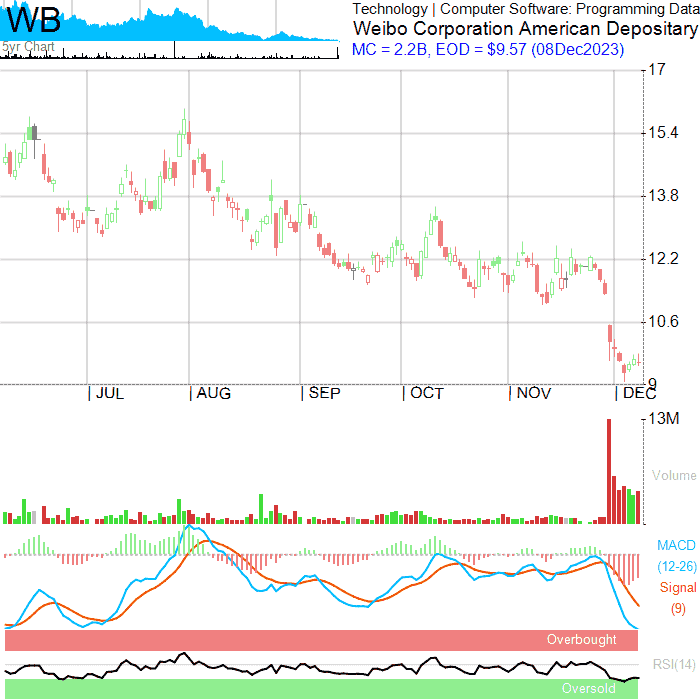 WB
5yr Chart
Technology | Computer Software: Programming Data
Weibo Corporation American Depositary
MC = 2.2B, EOD = $9.57 (08Dec2023)
17
15.4
13.8
12.2
10.6
9
JUL
AUG
SEP
OCT
NOV
DEC
13M
Volume
MACD
(12-26)
Signal
(9)
Overbought
RSI(14)
Oversold